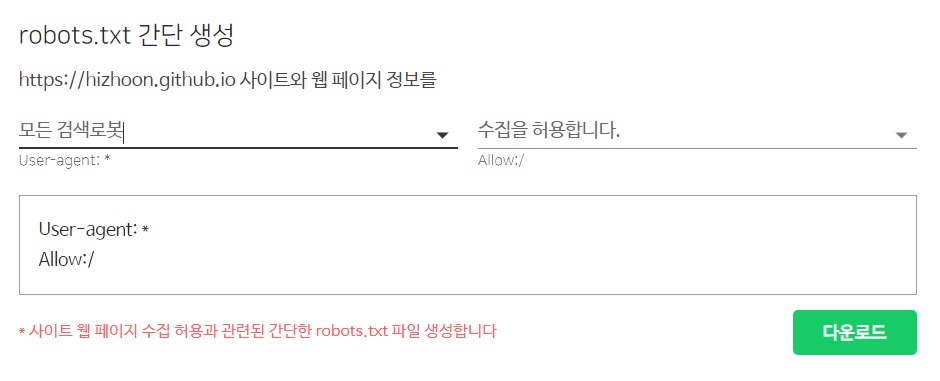 robots.txt 간단 생성
https://hizhoon.github.io 사이트와 웹 페이지 정보를
모든 검색로봇 수집을 허용합니다.
User-agent: * Allow:/
User-agent: *
Allow:/
* 사이트 웹 페이지 수집 허용과 관련된 간단한 robots.txt 파일 생성합니다 다운로드